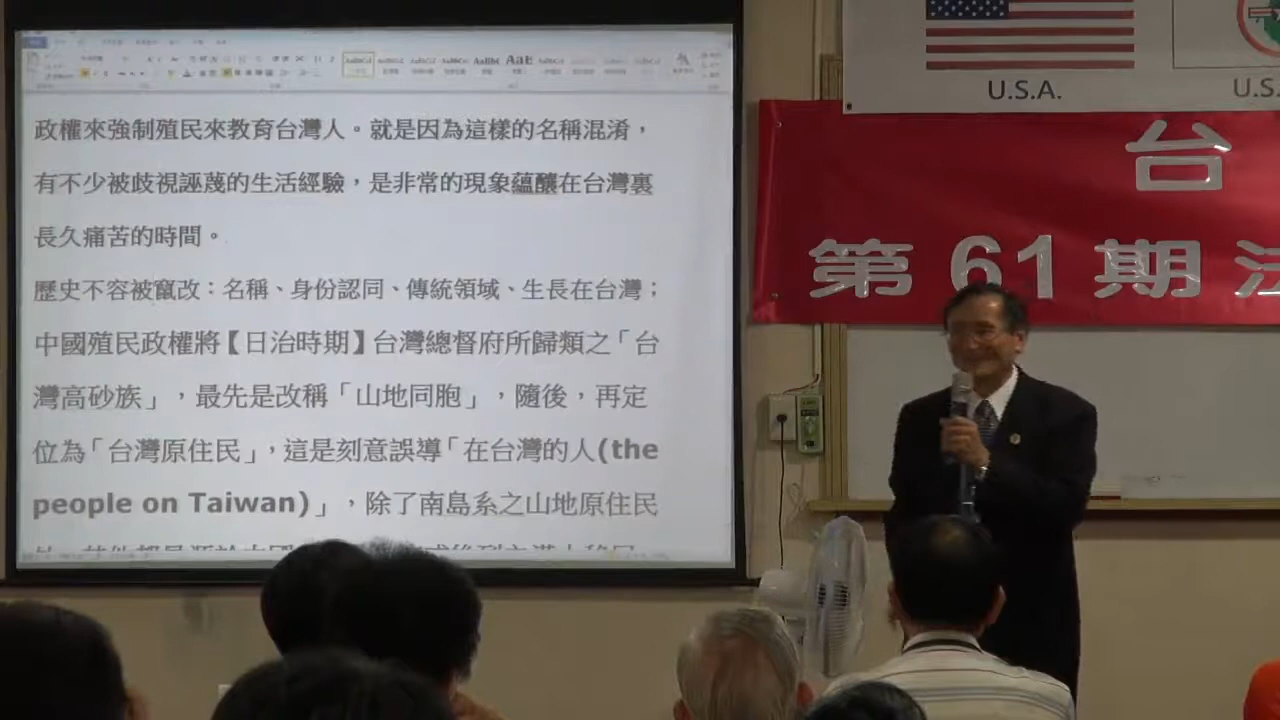 政權來強制殖民來教育台灣人。就是因為這樣的名稱混淆，
有不少被歧視誣蔑的生活經驗，是非常的現象蘊釀在台灣裏
長久痛苦的時間。
歷史不容被竄改：名稱、身份認同、傳統領域、生長在台灣；
中國殖民政權將【日治時期】台灣總督府所歸類之「台
灣高砂族」，最先是改稱「山地同胞」，隨後，再定
位為「台灣原住民」，這是刻意誤導「在台灣的人(the
people on Taiwan)」，除了南島系之山地原住民
U.S.A.
U.S.
台
第61期